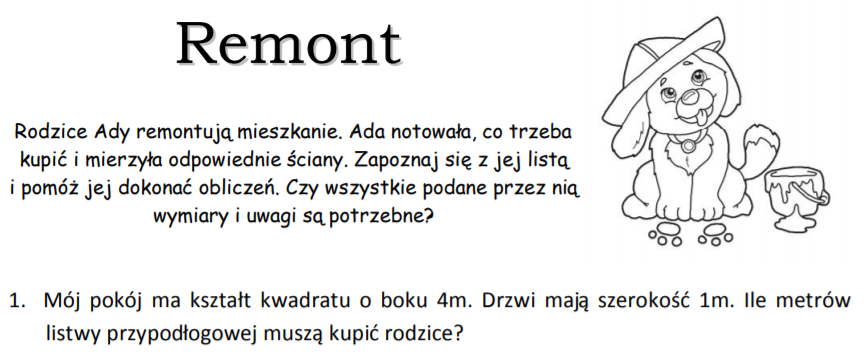 Remont
Rodzice Ady remontują mieszkanie. Ada notowała, co trzeba
kupić i mierzyła odpowiednie ściany. Zapoznaj się z jej listą
i pomóż jej dokonać obliczeń. Czy wszystkie podane przez nią
wymiary i uwagi są potrzebne?
1. Mój pokój ma kształt kwadratu o boku 4m. Drzwi mają szerokość 1m. Ile metrów
listwy przypodłogowej muszą kupić rodzice?